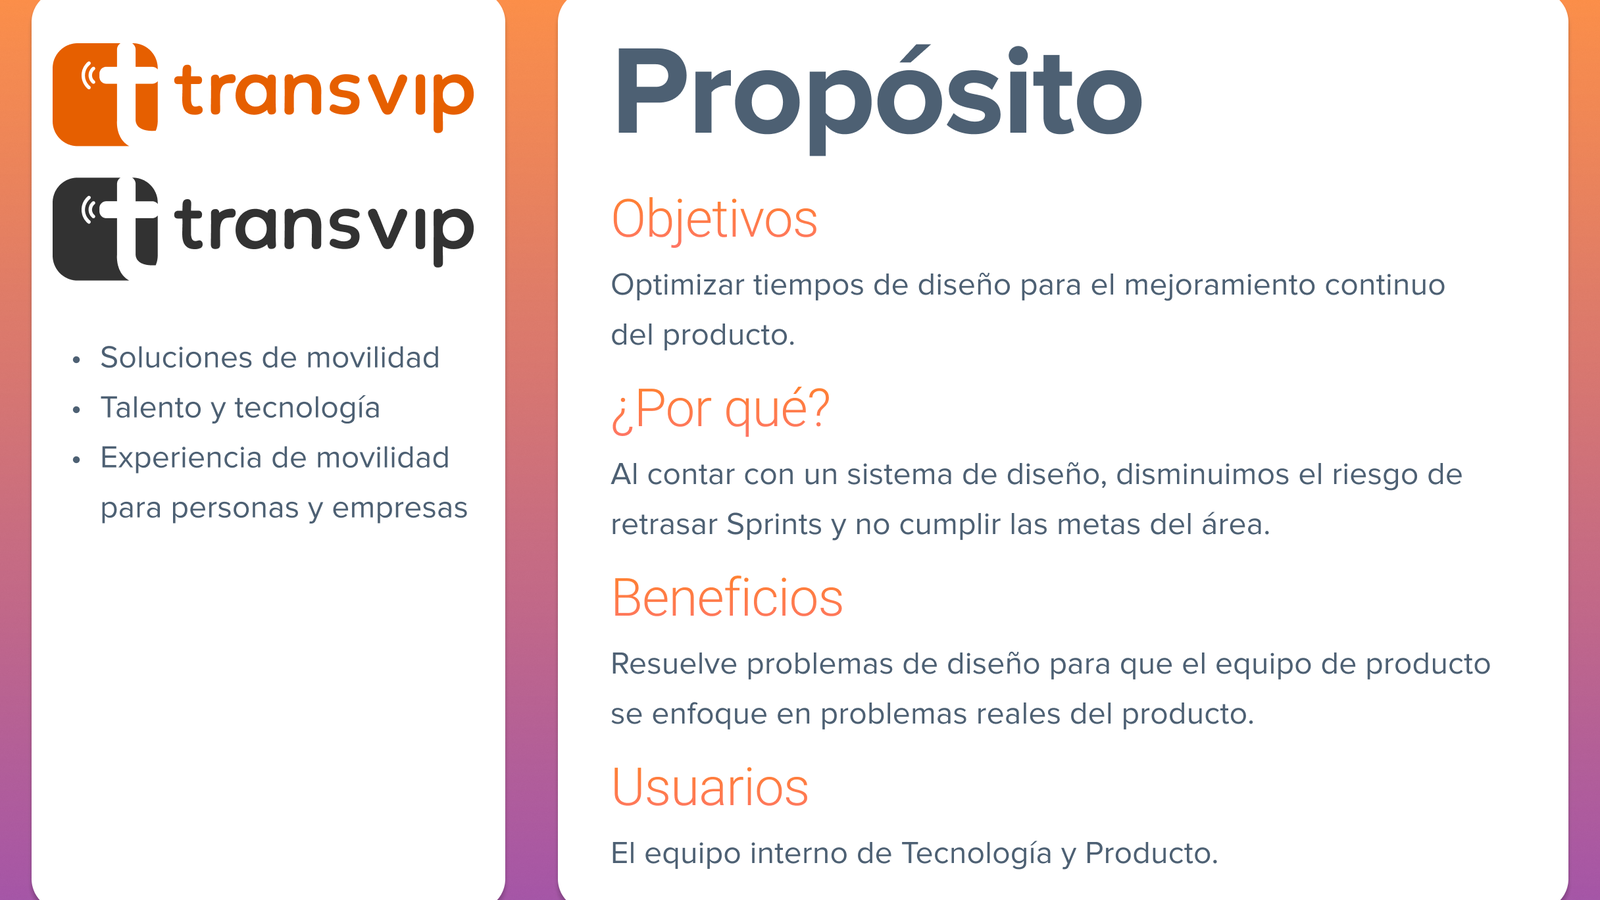 transvip
transvip
• Soluciones de movilidad
• Talento y tecnología
• Experiencia de movilidad
para personas y empresas
Propósito
Objetivos
Optimizar tiempos de diseño para el mejoramiento continuo
del producto.
¿Por qué?
Al contar con un sistema de diseño, disminuimos el riesgo de
retrasar Sprints y no cumplir las metas del área.
Beneficios
Resuelve problemas de diseño para que el equipo de producto
se enfoque en problemas reales del producto.
Usuarios
El equipo interno de Tecnología y Producto.